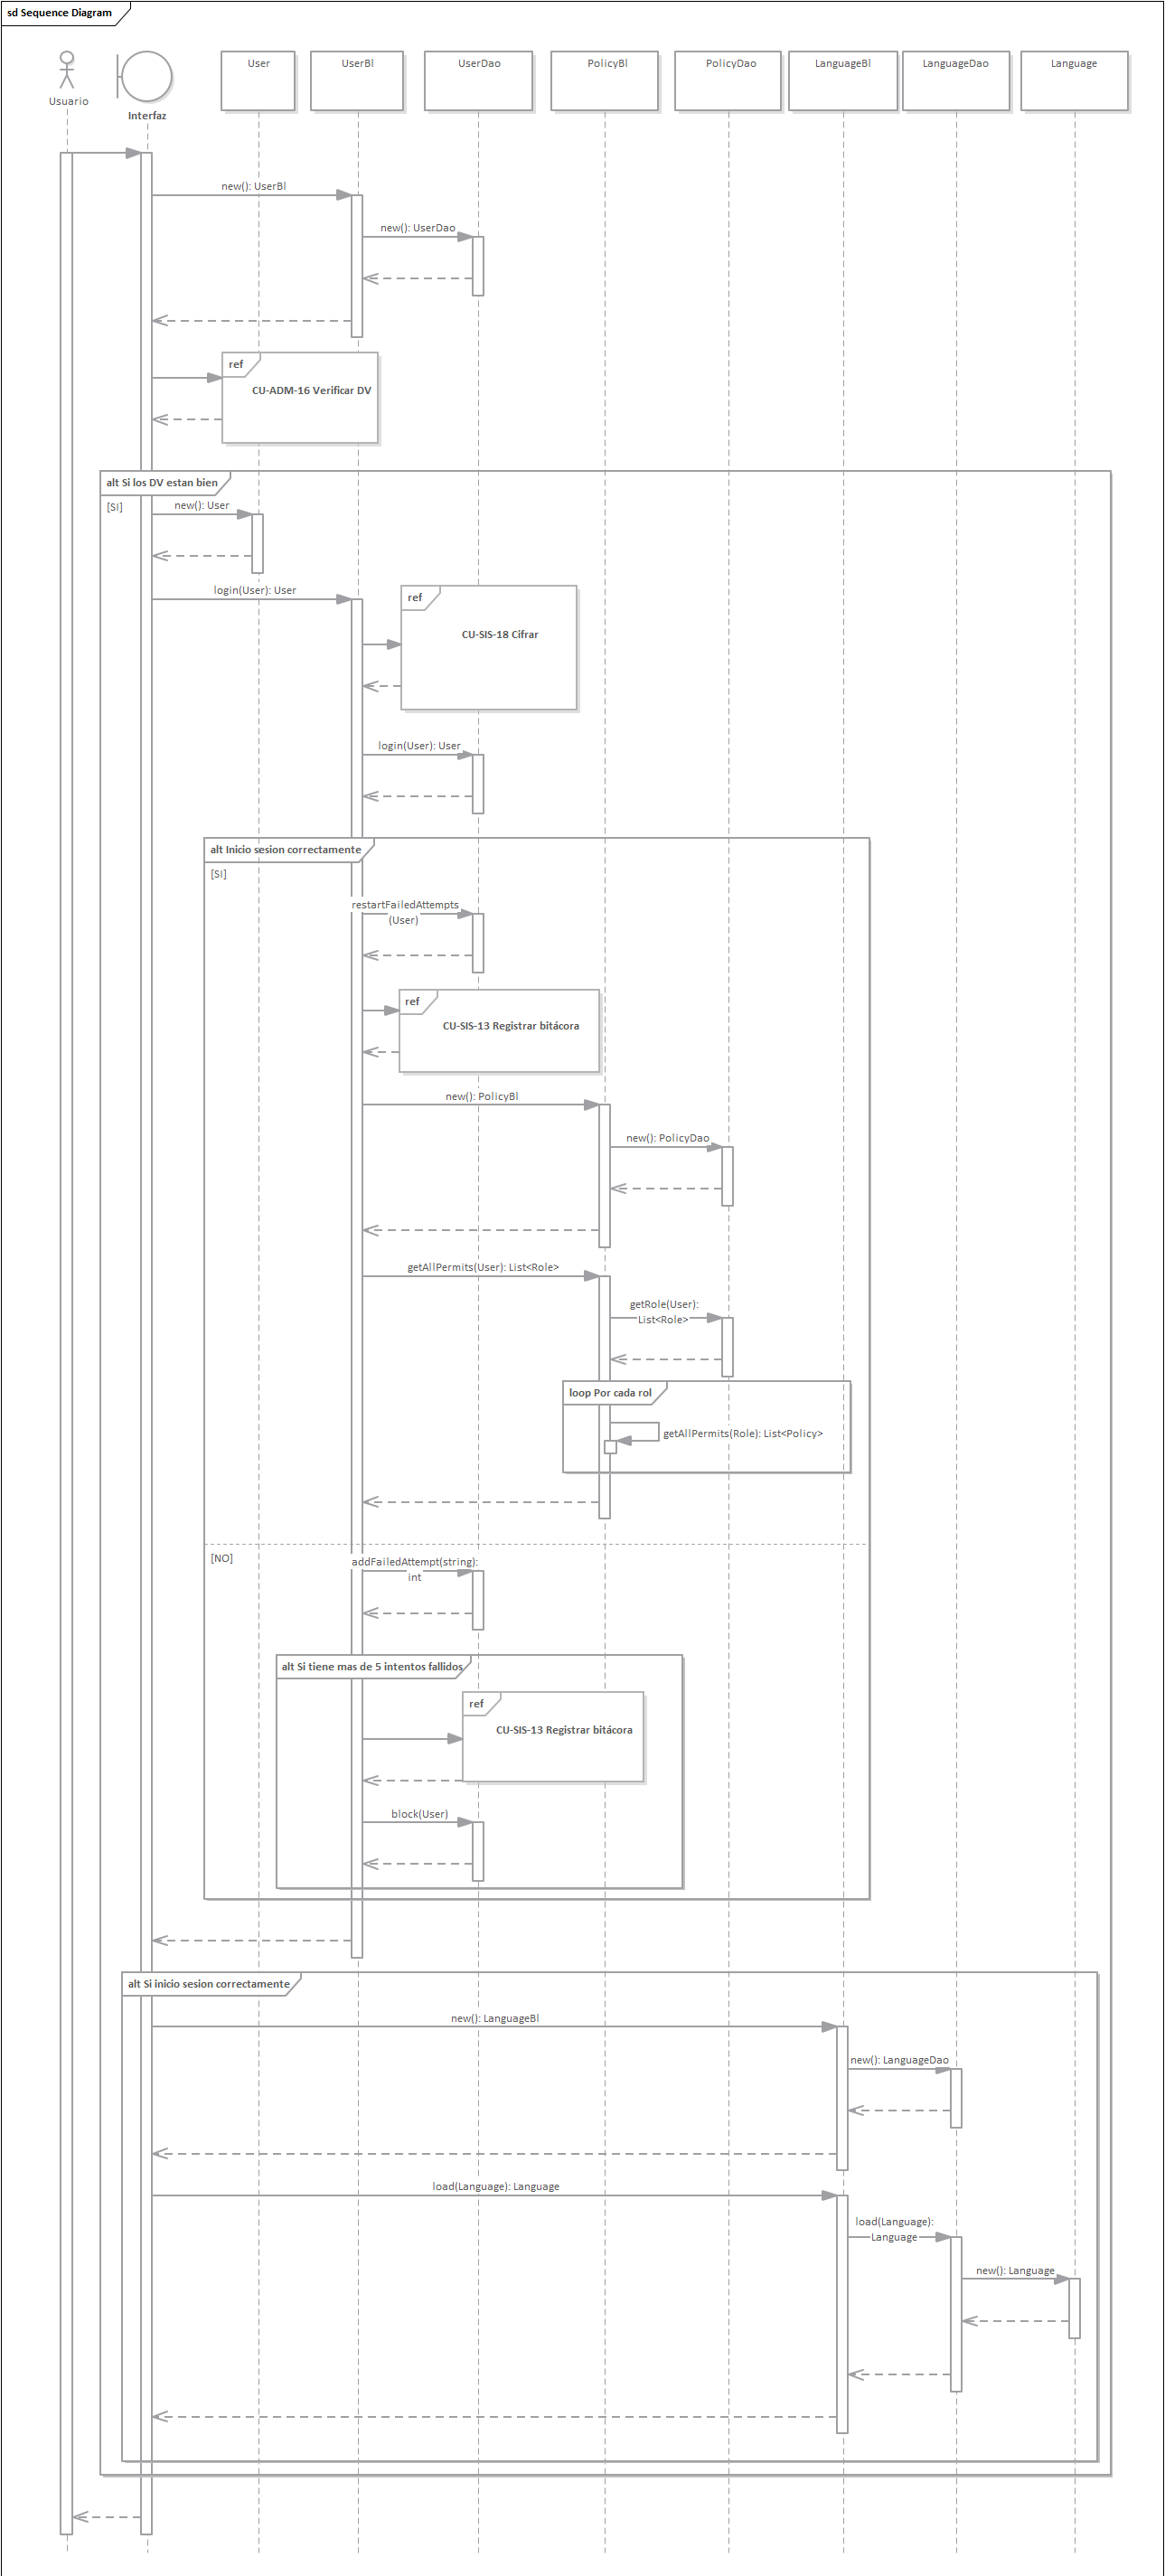 sd Sequence Diagram
Usuario
Interfaz
User
UserBl
UserDao
PolicyBl
PolicyDao
LanguageBl
LanguageDao
Language
new(): UserBl
new(): UserDao
ref
CU-ADM-16 Verificar DV
alt Si los DV estan bien
[SI]
new(): User
login(User): User
ref
CU-SIS-18 Cifrar
login(User): User
alt Inicio sesion correctamente
[SI]
restartFailedAttempts
(User)
ref
CU-SIS-13 Registrar bitácora
new(): PolicyBl
new(): PolicyDao
getAllPermits(User): List<Role>
getRole(User):
List<Role>
loop Por cada rol
getAllPermits(Role): List<Policy>
[NO]
addFailedAttempt(string):
int
alt Si tiene mas de 5 intentos fallidos
ref
CU-SIS-13 Registrar bitácora
block(User)
alt Si inicio sesion correctamente
new(): LanguageBl
new(): LanguageDao
load(Language): Language
load(Language):
Language
new(): Language